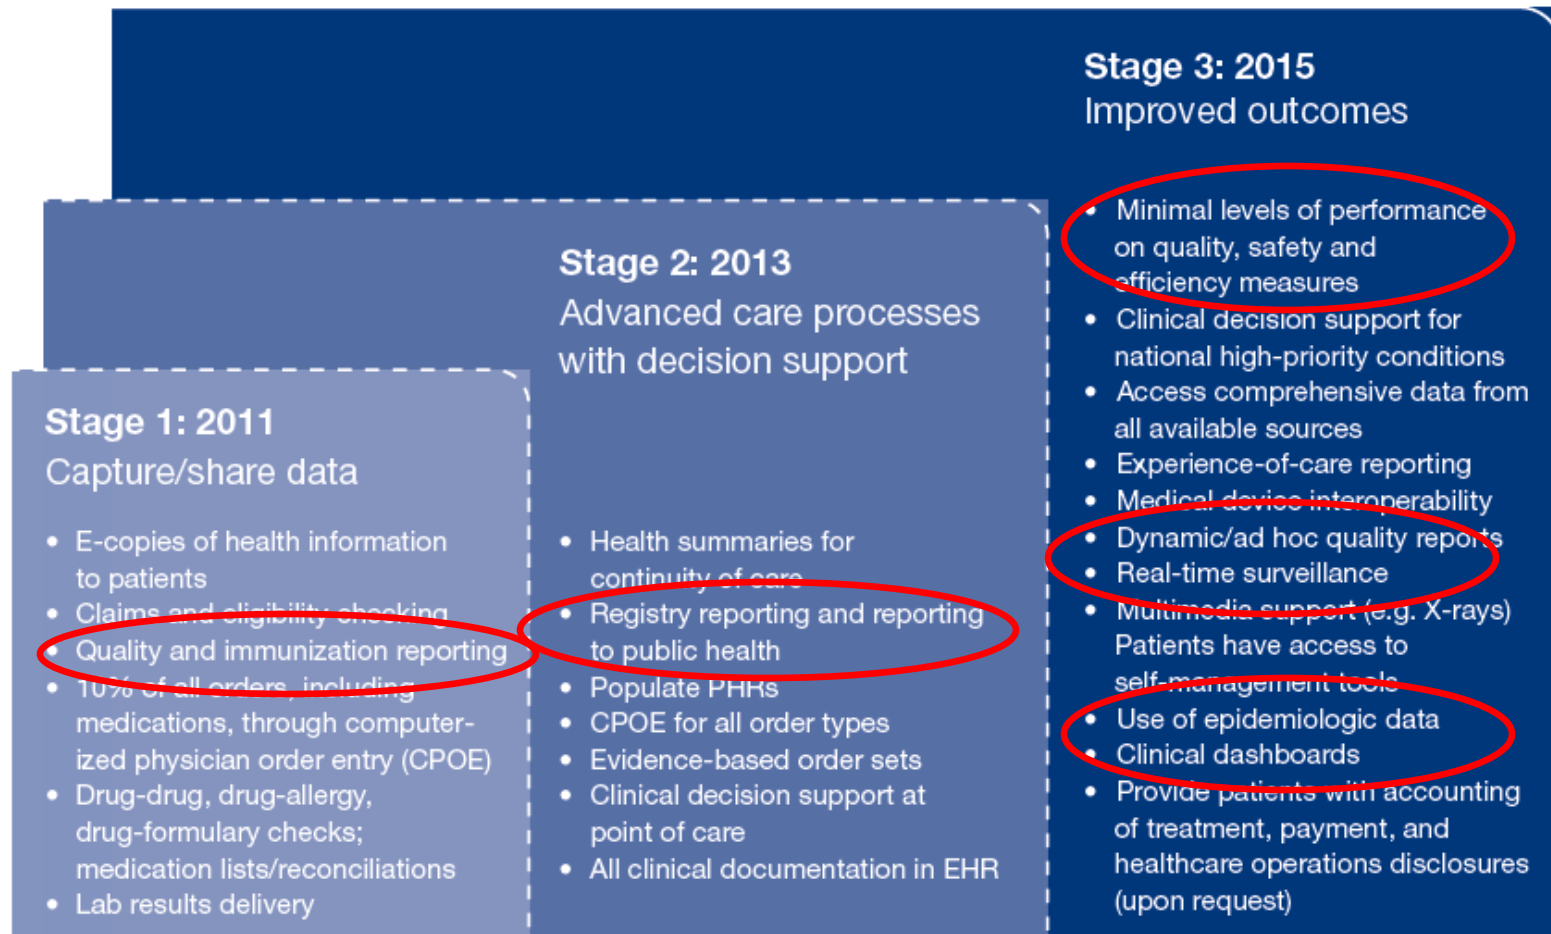 Stage 1: 2011
Capture/share data
• E-copies of health information
to patients
• Claims and eligibility checking
• Quality and immunization reporting
• 10% of all orders, including
medications, through computer-
ized physician order entry (CPOE)
• Drug-drug, drug-allergy,
drug-formulary checks;
medication lists/reconciliations
• Lab results delivery
Stage 2: 2013
Advanced care processes
with decision support
• Health summaries for
continuity of care
• Registry reporting and reporting
to public health
• Populate PHRs
• CPOE for all order types
• Evidence-based order sets
• Clinical decision support at
point of care
• All clinical documentation in EHR
Stage 3: 2015
Improved outcomes
• Minimal levels of performance
on quality, safety and
efficiency measures
• Clinical decision support for
national high-priority conditions
• Access comprehensive data from
all available sources
• Experience-of-care reporting
• Medical device interoperability
• Dynamic/ad hoc quality reports
• Real-time surveillance
• Multimedia support (e.g. X-rays)
Patients have access to
self-management tools
• Use of epidemiologic data
• Clinical dashboards
• Provide patients with accounting
of treatment, payment, and
healthcare operations disclosures
(upon request)